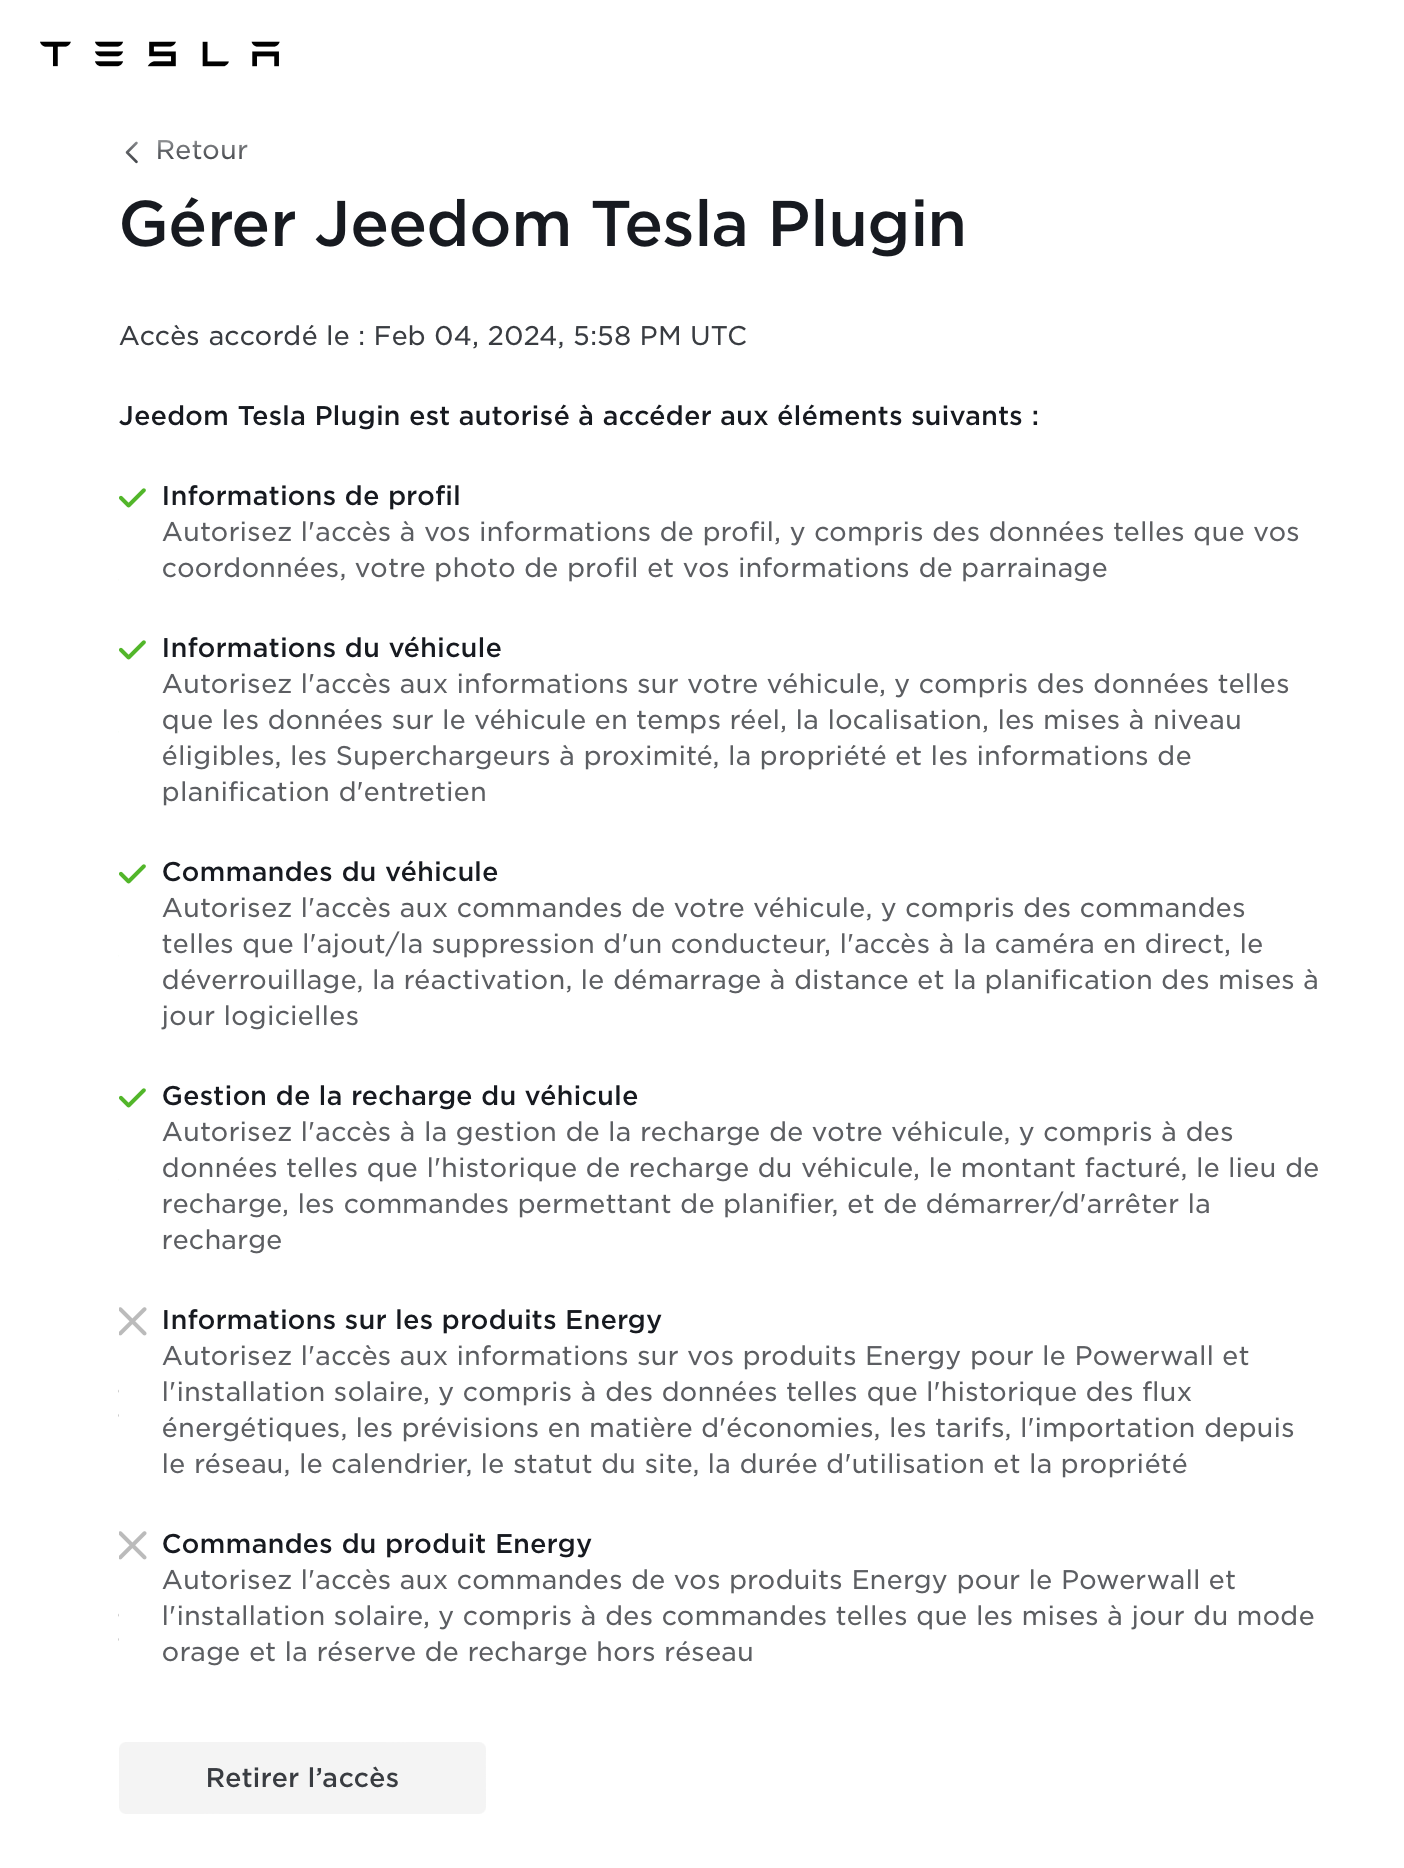 TESLA
Retour
Gérer Jeedom Tesla Plugin
Accès accordé le : Feb 04, 2024, 5:58 PM UTC
Jeedom Tesla Plugin est autorisé à accéder aux éléments suivants :
Informations de profil
Autorisez l'accès à vos informations de profil, y compris des données telles que vos
coordonnées, votre photo de profil et vos informations de parrainage
Informations du véhicule
Autorisez l'accès aux informations sur votre véhicule, y compris des données telles
que les données sur le véhicule en temps réel, la localisation, les mises à niveau
éligibles, les Superchargeurs à proximité, la propriété et les informations de
planification d'entretien
Commandes du véhicule
Autorisez l'accès aux commandes de votre véhicule, y compris des commandes
telles que l'ajout/la suppression d'un conducteur, l'accès à la caméra en direct, le
déverrouillage, la réactivation, le démarrage à distance et la planification des mises à
jour logicielles
Gestion de la recharge du véhicule
Autorisez l'accès à la gestion de la recharge de votre véhicule, y compris à des
données telles que l'historique de recharge du véhicule, le montant facturé, le lieu de
recharge, les commandes permettant de planifier, et de démarrer/d'arrêter la
recharge
Informations sur les produits Energy
Autorisez l'accès aux informations sur vos produits Energy pour le Powerwall et
l'installation solaire, y compris à des données telles que l'historique des flux
énergétiques, les prévisions en matière d'économies, les tarifs, l'importation depuis
le réseau, le calendrier, le statut du site, la durée d'utilisation et la propriété
Commandes du produit Energy
Autorisez l'accès aux commandes de vos produits Energy pour le Powerwall et
l'installation solaire, y compris à des commandes telles que les mises à jour du mode
orage et la réserve de recharge hors réseau
Retirer l’accès